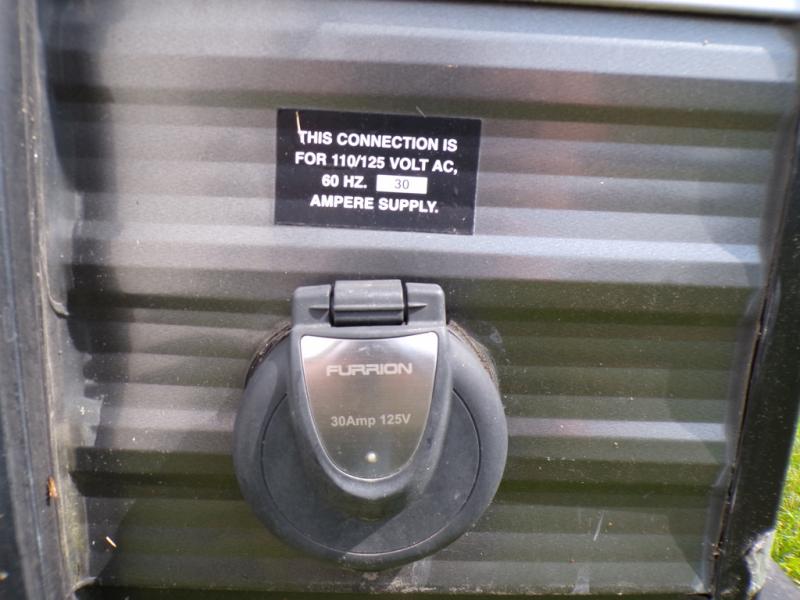 THIS CONNECTION IS
FOR 110/125 VOLT AC,
60 HZ. 30
AMPERE SUPPLY.
FURRION
30Amp 125V